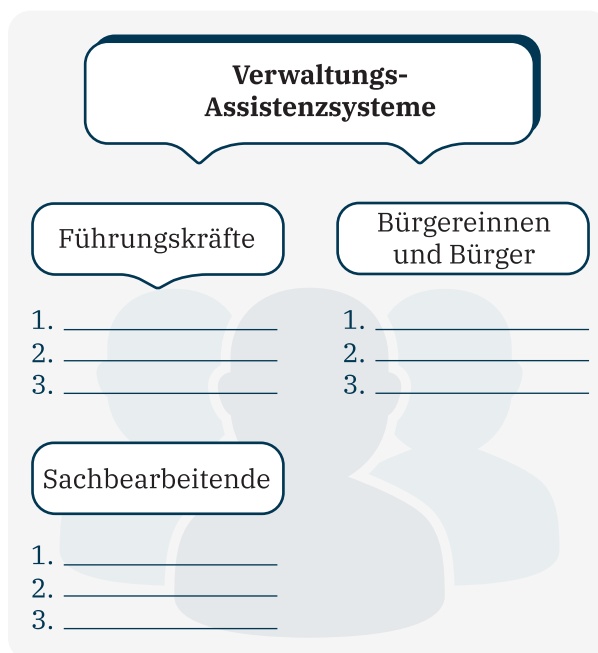 Verwaltungs-
Assistenzsysteme
Führungskräfte
1.
2.
3.
Bürgereinnen
und Bürger
1.
2.
3.
Sachbearbeitende
1.
2.
3.